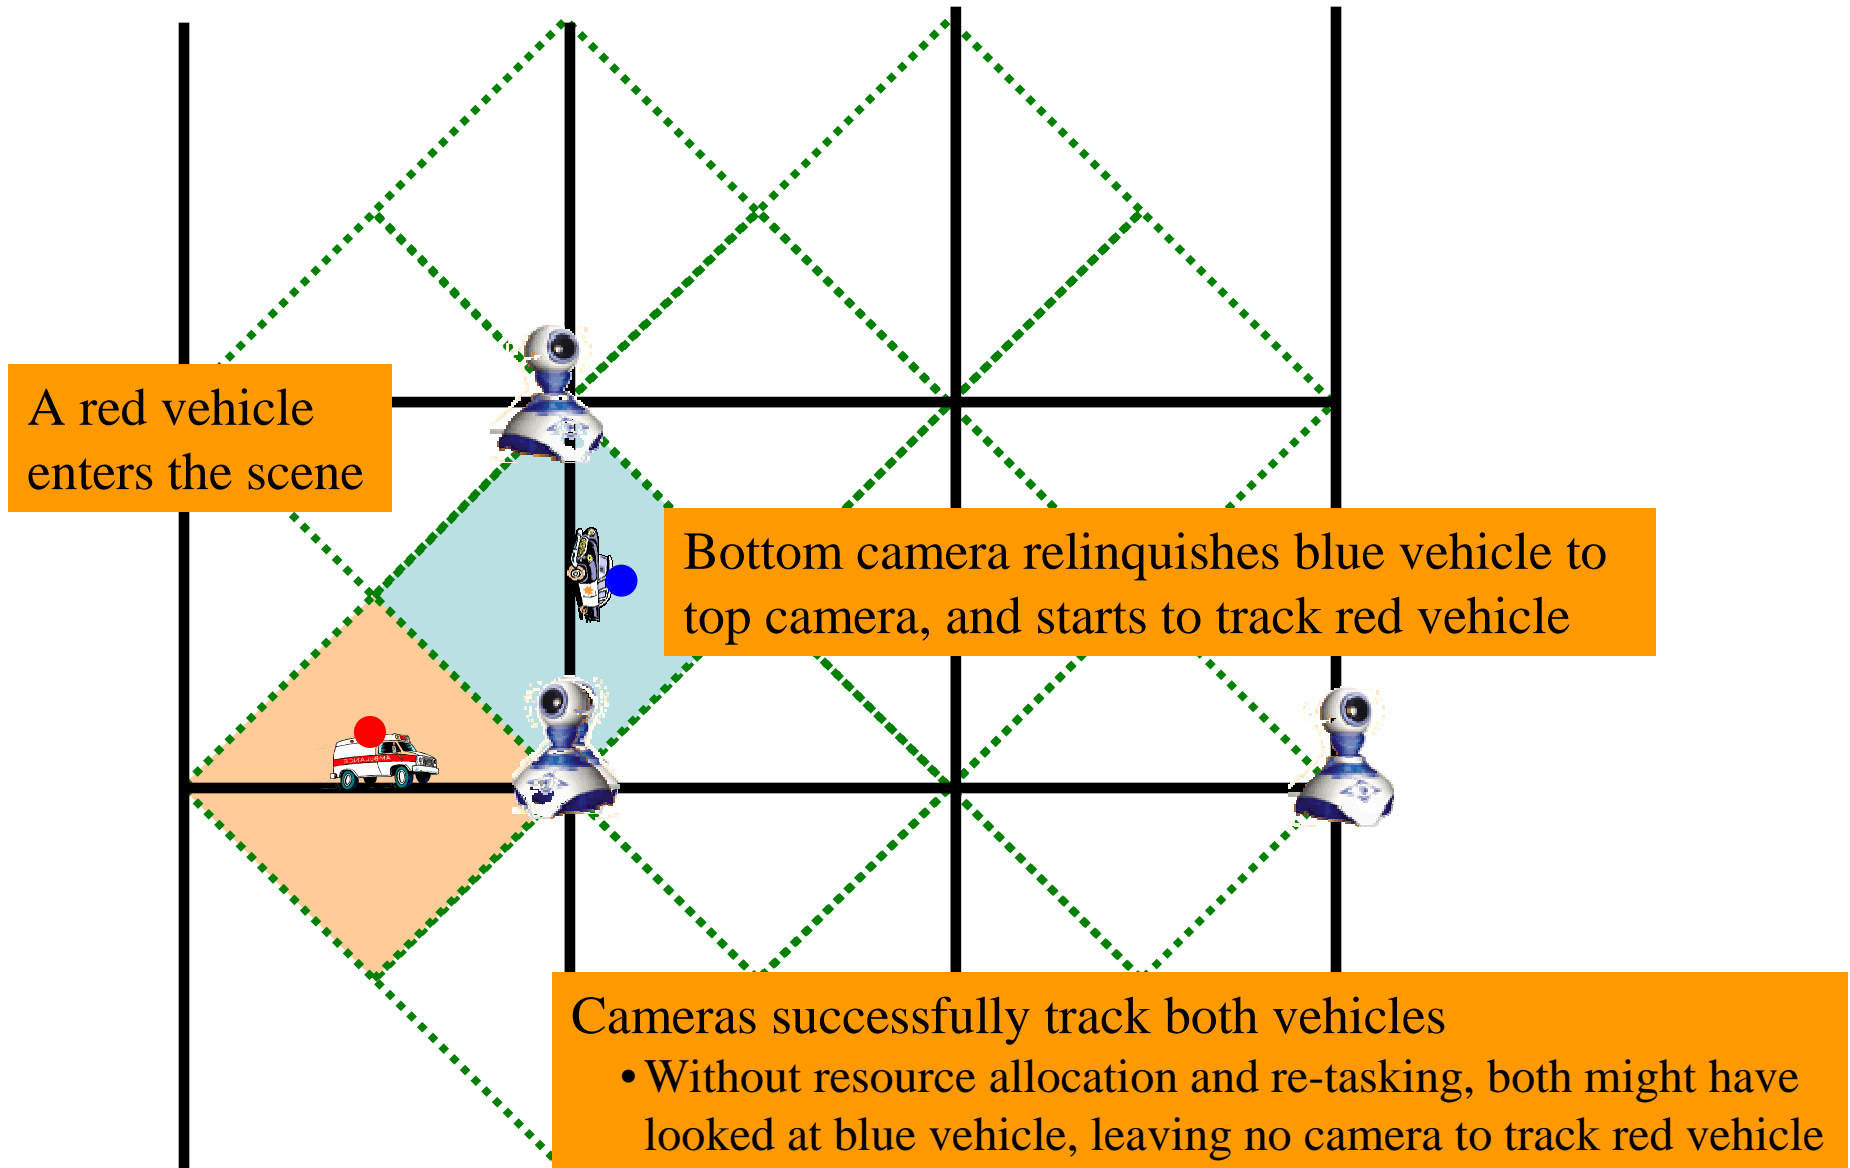 A red vehicle
enters the scene
Bottom camera relinquishes blue vehicle to
top camera, and starts to track red vehicle
AMBULANCE
Cameras successfully track both vehicles
• Without resource allocation and re-tasking, both might have
looked at blue vehicle, leaving no camera to track red vehicle